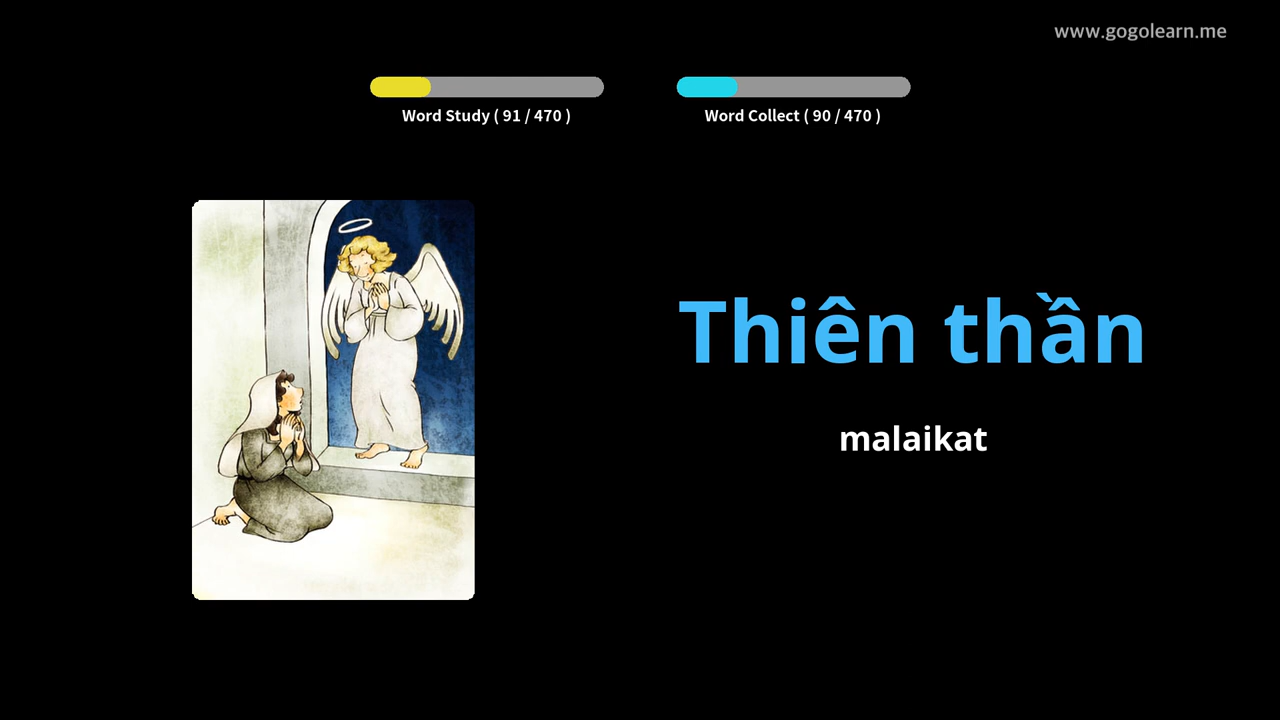 www.gogolearn.me
Word Study ( 91 / 470 )
Word Collect ( 90 / 470 )
Thiên thần
malaikat